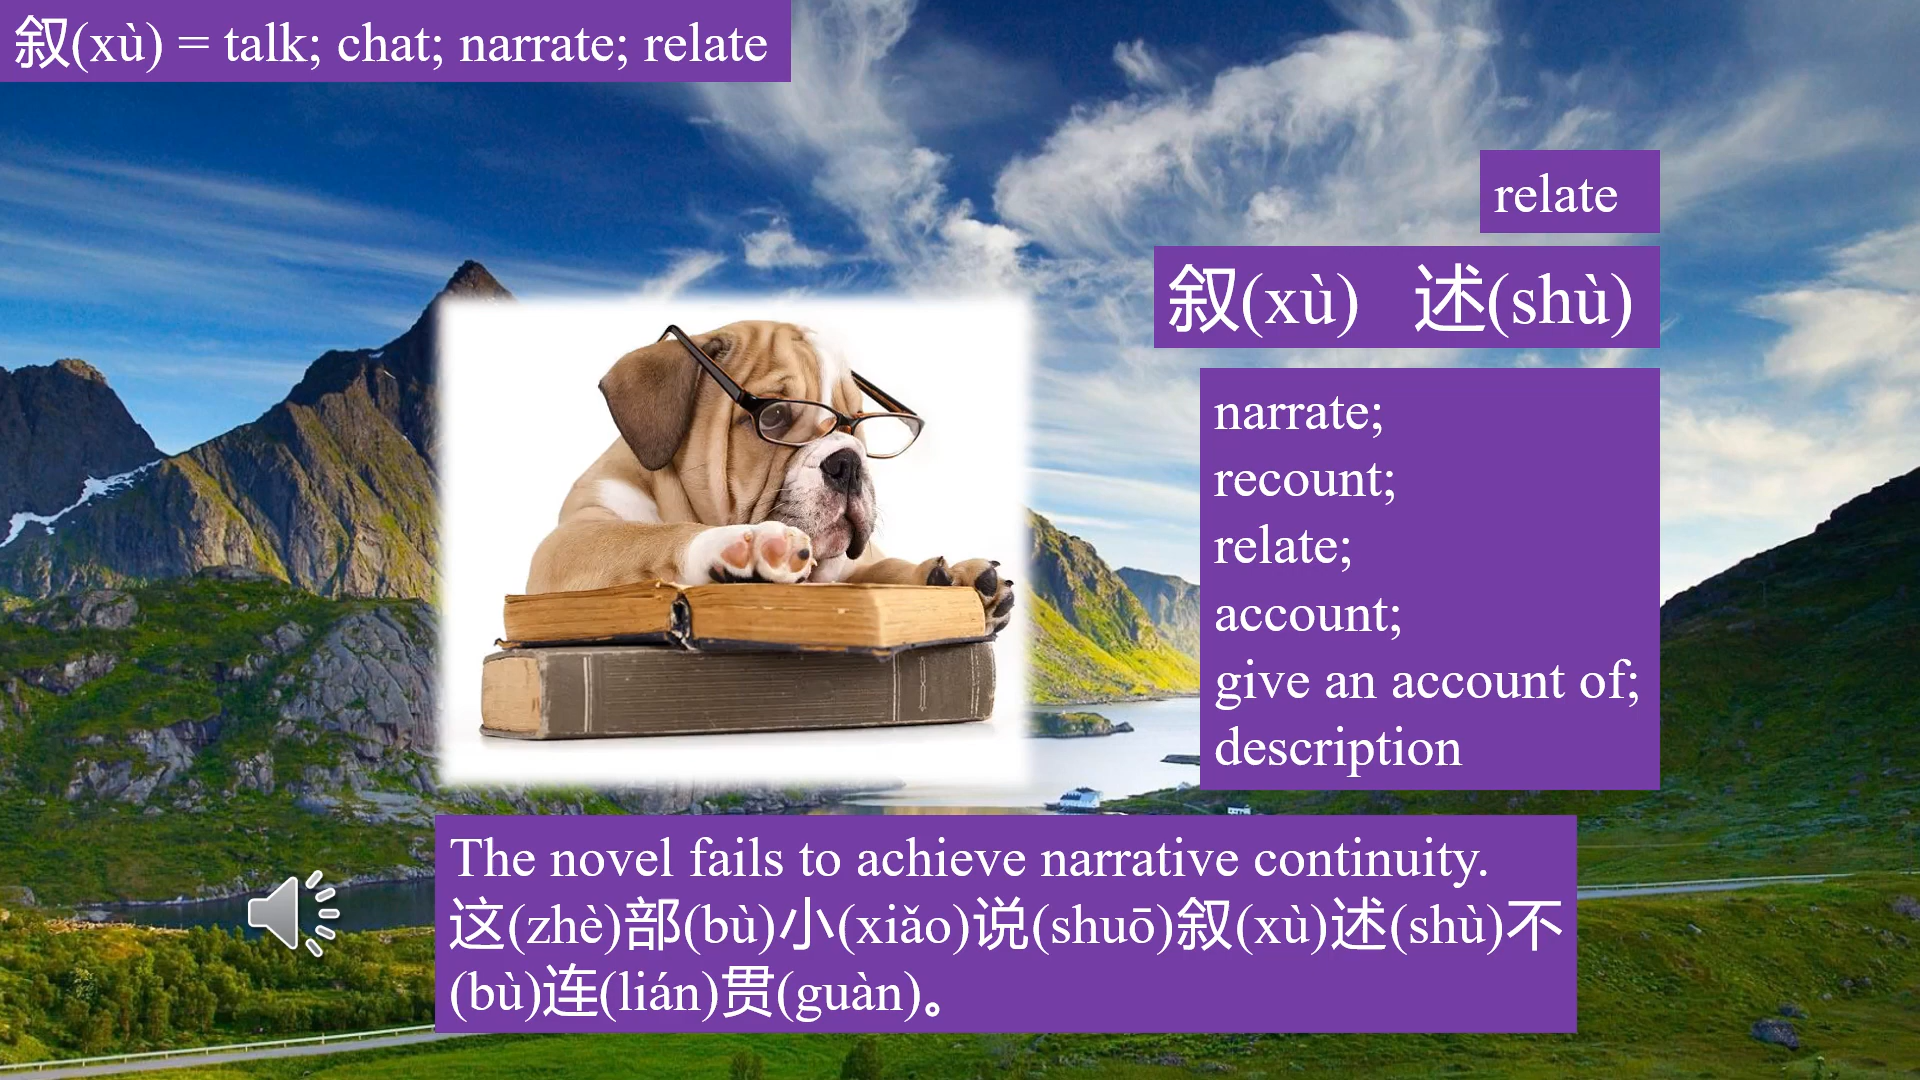 叙(xù) = talk; chat; narrate; relate
relate
叙(xù) 述(shù)
narrate;
recount;
relate;
account;
give an account of;
description
The novel fails to achieve narrative continuity.
这(zhè)部(bù)小(xiǎo)说(shuō)叙(xù)述(shù)不
(bù)连(lián)贯(guàn)。